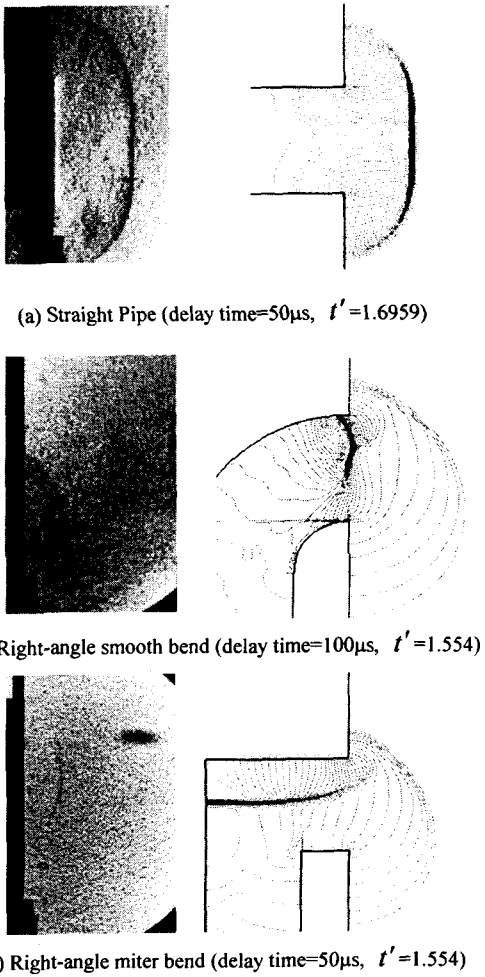 (a) Straight Pipe (delay time=50μs, t' =1.6959)
Right-angle smooth bend (delay time=100μs, t' =1.554)
) Right-angle miter bend (delay time=50μs, t' =1.554)